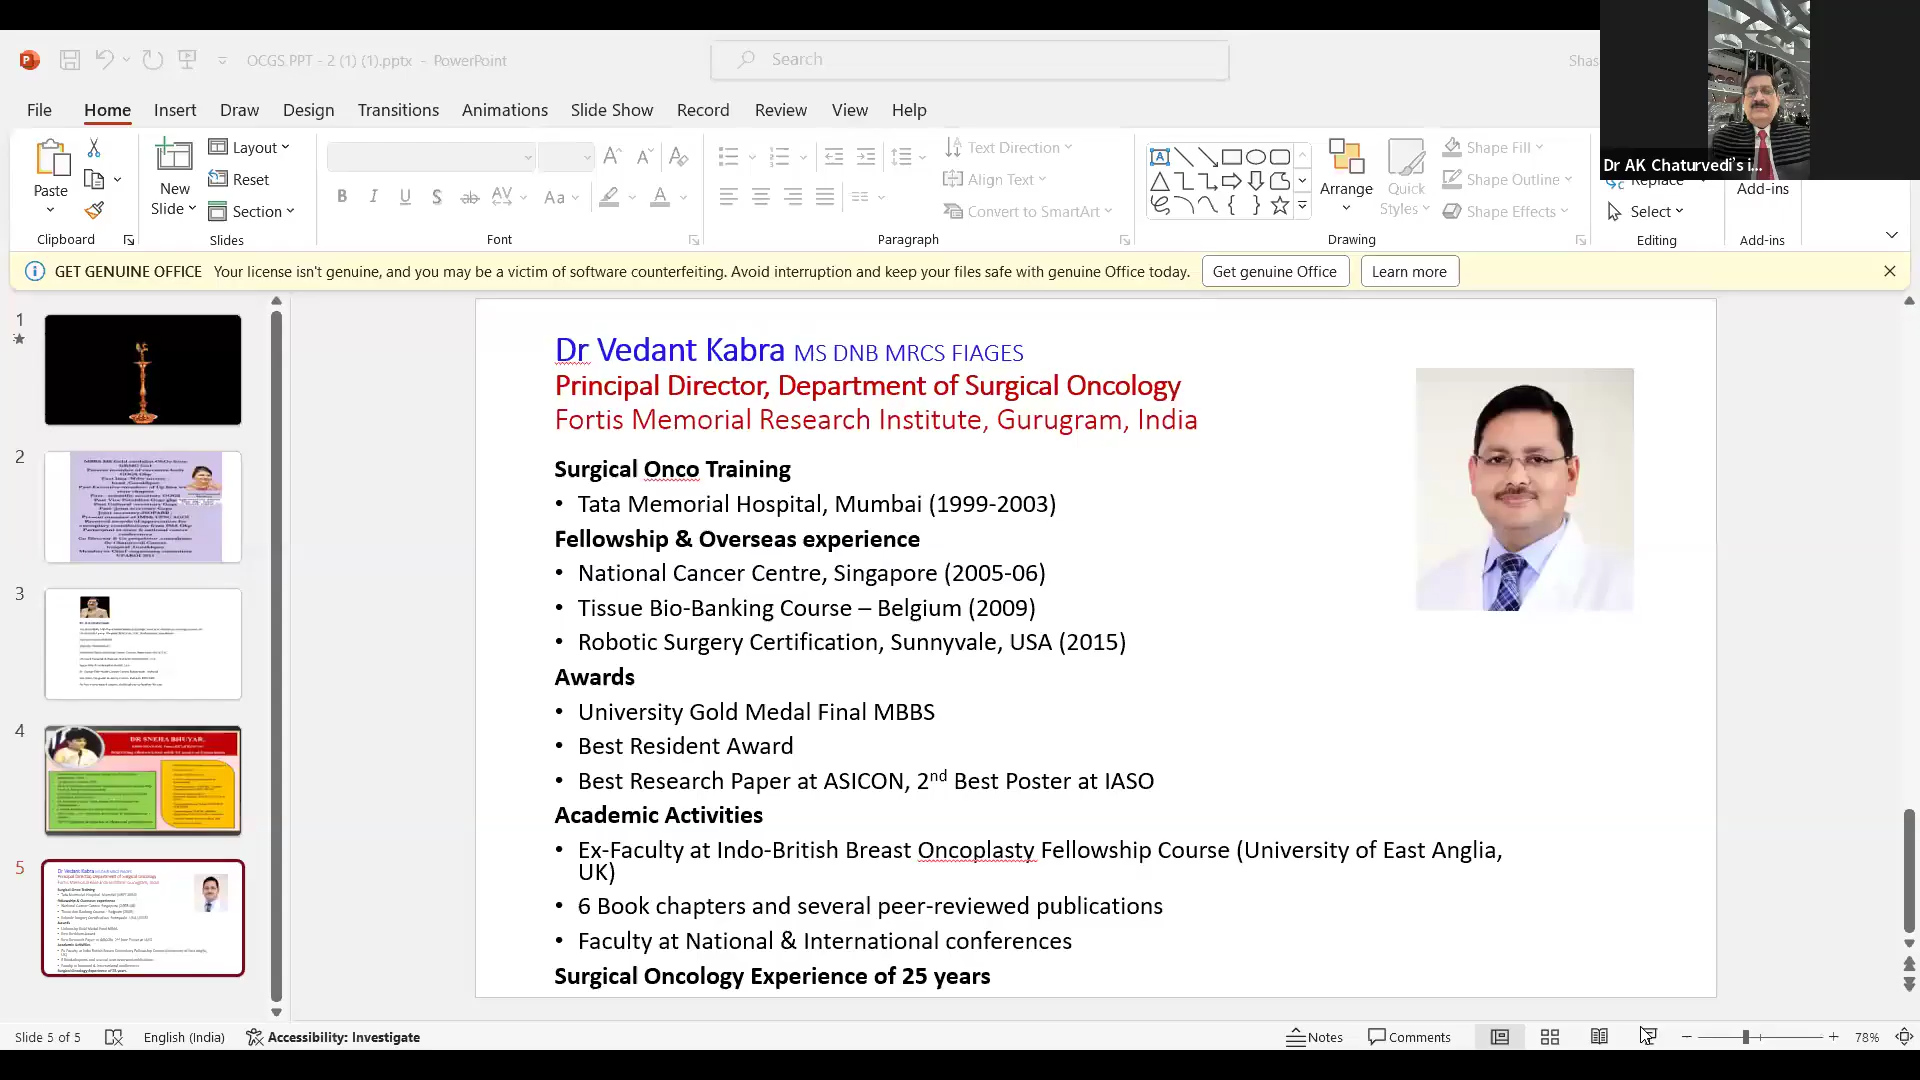 OCGS.PPT - 2 (1) (1).pptx - PowerPoint
Search
Shas
File Home Insert Draw Design Transitions Animations Slide Show Record Review View Help
Dr AK Chaturvedi's i...
Paste
New
Slide
Layout
Reset
Section
Text Direction
Align Text
Convert to SmartArt
Arrange
Quick
Styles
Shape Fill
Shape Outline
Shape Effects
Replace
Select
Add-ins
Clipboard Slides Font Paragraph Drawing Editing Add-ins
GET GENUINE OFFICE Your license isn't genuine, and you may be a victim of software counterfeiting. Avoid interruption and keep your files safe with genuine Office today. Get genuine Office Learn more
1
2
3
4
DR SNEHA BHUYAR,
5
Dr Vedant Kabra MS DNB MRCS FIAGES
Principal Director, Department of Surgical Oncology
Fortis Memorial Research Institute, Gurugram, India
Surgical Onco Training
• Tata Memorial Hospital, Mumbai (1999-2003)
Fellowship & Overseas experience
• National Cancer Centre, Singapore (2005-06)
• Tissue Bio-Banking Course – Belgium (2009)
• Robotic Surgery Certification, Sunnyvale, USA (2015)
Awards
• University Gold Medal Final MBBS
• Best Resident Award
• Best Research Paper at ASICON, 2nd Best Poster at IASO
Academic Activities
• Ex-Faculty at Indo-British Breast Oncoplasty Fellowship Course (University of East Anglia,
UK)
• 6 Book chapters and several peer-reviewed publications
• Faculty at National & International conferences
Surgical Oncology Experience of 25 years
Slide 5 of 5 English (India) Accessibility: Investigate Notes Comments 78%